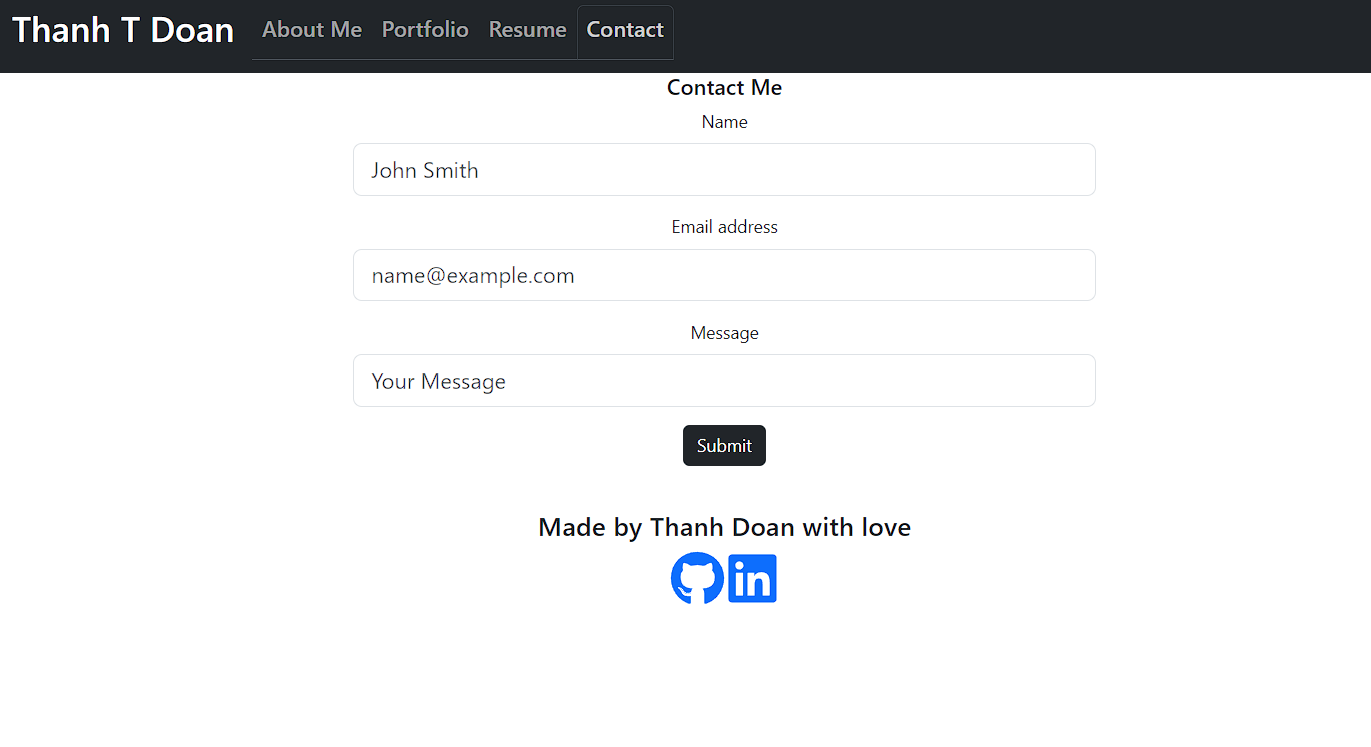 Thanh T Doan About Me Portfolio Resume Contact
Contact Me
Name
John Smith
Email address
name@example.com
Message
Your Message
Submit
Made by Thanh Doan with love
in